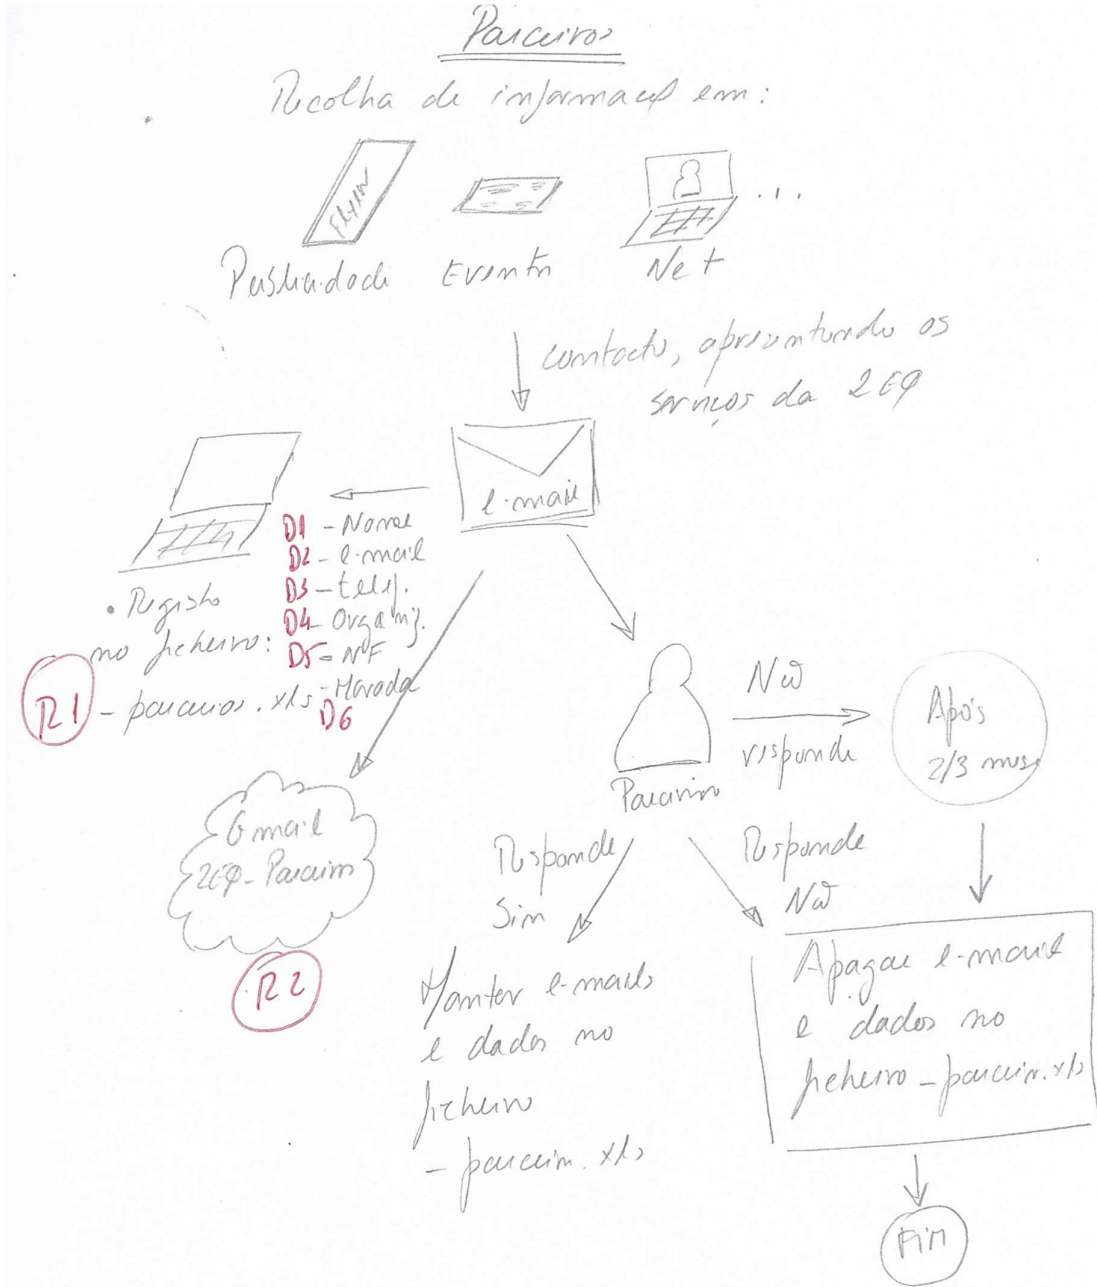 Parceiros
Recolha de informação em:
Flyer
...
Publicidade
Eventos
Net
contacto, apresentando os
serviços da 2EQ
e-mail
D1 - Nome
D2 - e-mail
D3 - telef.
D4 - Organiz.
D5 = NF
- Morada
D6
• Registo
no ficheiro:
R1 - parceiros.xls
Gmail
2EQ - Parceiros
R2
Parceiro
Não
responde
Após
2/3 meses
Responde
Sim
Responde
Não
Manter e-mails
e dados no
ficheiro
- parceiros.xls
Apagar e-mails
e dados no
ficheiro - parceiros.xls
FIM